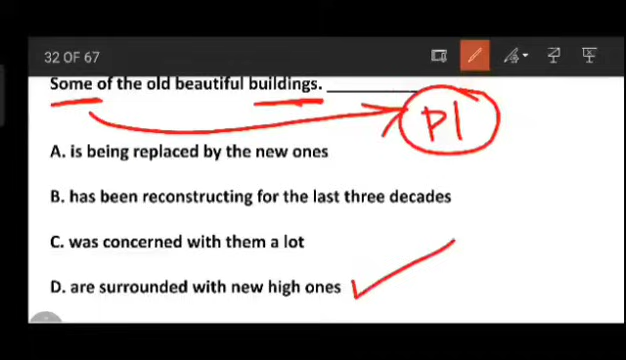 32 OF 67
Some of the old beautiful buildings. __________
pl
A. is being replaced by the new ones
B. has been reconstructing for the last three decades
C. was concerned with them a lot
D. are surrounded with new high ones